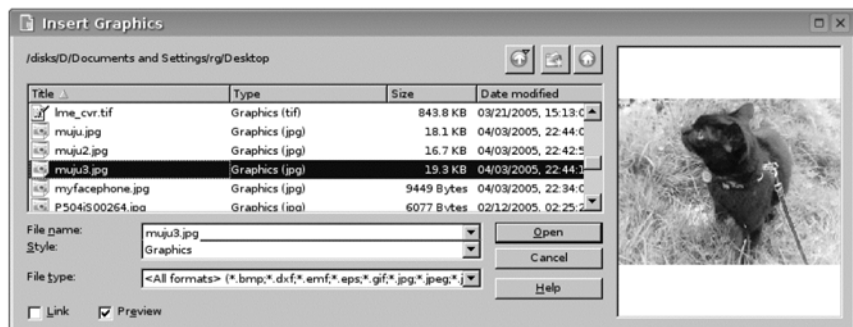 Insert Graphics
/disks/D/Documents and Settings/rg/Desktop
Title Type Size Date modified
lme_cvr.tif Graphics (tif) 843.8 KB 03/21/2005, 15:13:0
muju.jpg Graphics (jpg) 18.1 KB 04/03/2005, 22:44:0
muju2.jpg Graphics (jpg) 16.7 KB 04/03/2005, 22:42:5
muju3.jpg Graphics (jpg) 19.3 KB 04/03/2005, 22:44:1
myfacephone.jpg Graphics (jpg) 9449 Bytes 04/03/2005, 22:34:0
P504iS00264.jpg Graphics (jpg) 6077 Bytes 02/12/2005, 02:25:2
File name: muju3.jpg Open
Style: Graphics
Cancel
File type: <All formats> (*.bmp;*.dxf;*.emf;*.eps;*.gif;*.jpg;*.jpeg;*.j
Help
Link Preview